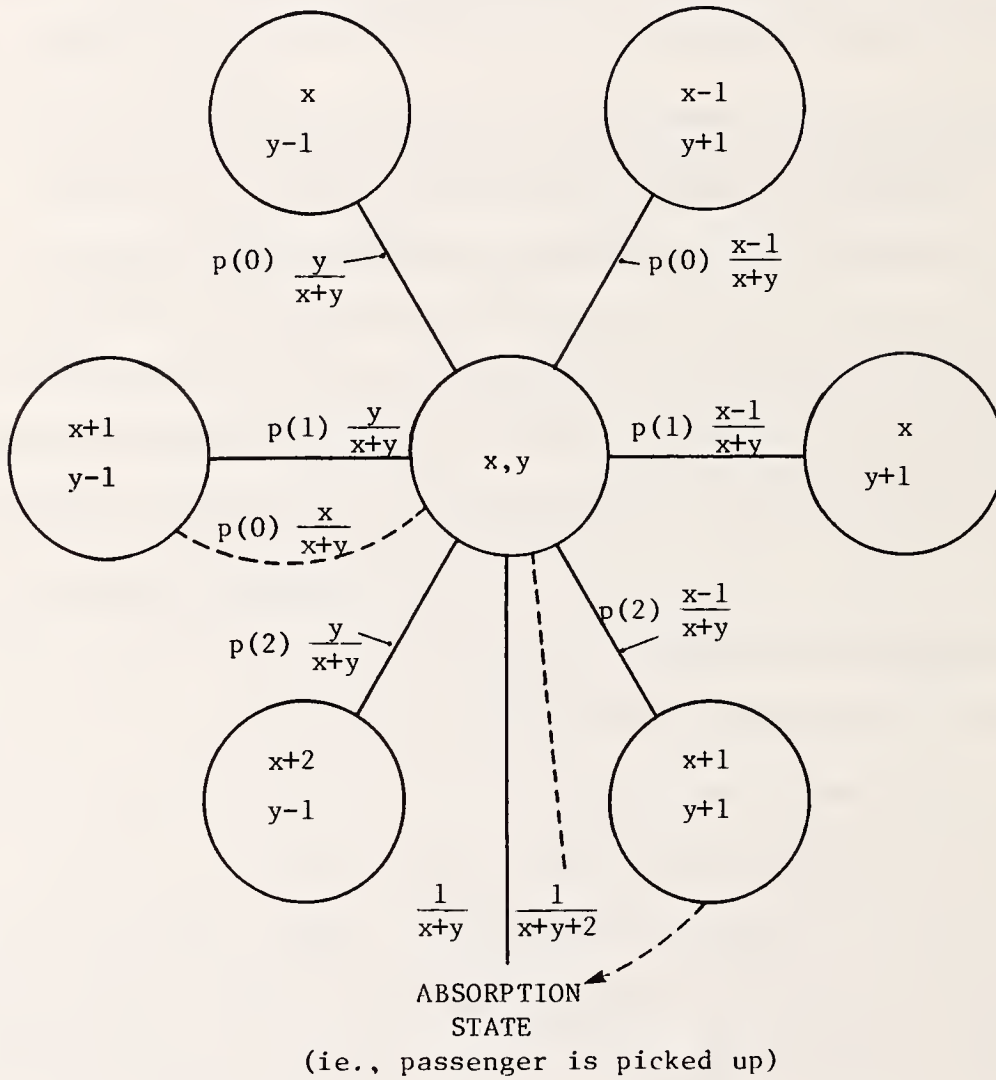 x
y-1
x-1
y+1
p(0) y/x+y
p(0) x-1/x+y
x+1
y-1
p(1) y/x+y
x,y
p(1) x-1/x+y
x
y+1
p(0) x/x+y
p(2) y/x+y
p(2) x-1/x+y
x+2
y-1
x+1
y+1
1/x+y
1/x+y+2
ABSORPTION
STATE
(ie., passenger is picked up)